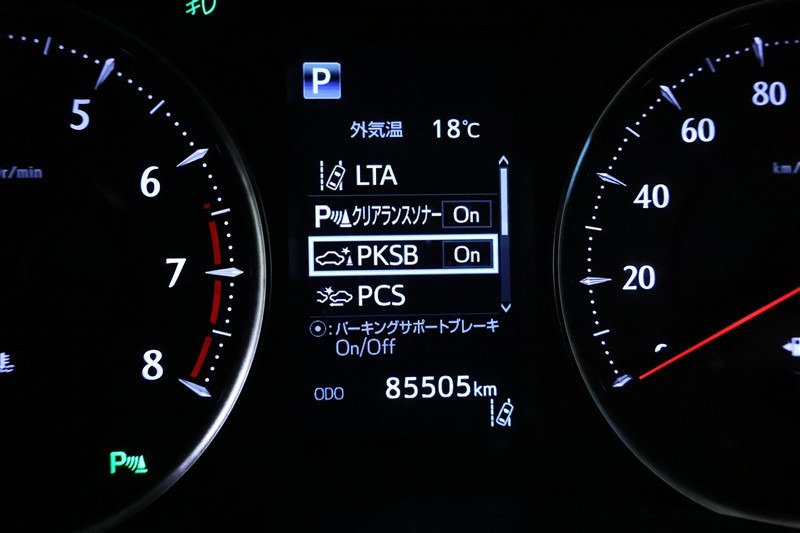 P
外気温 18℃
LTA
P クリアランスソナー On
PKSB On
PCS
:パーキングサポートブレーキ
On/Off
ODO 85505km
5
6
7
8
r/min
P
80
60
40
20
km/